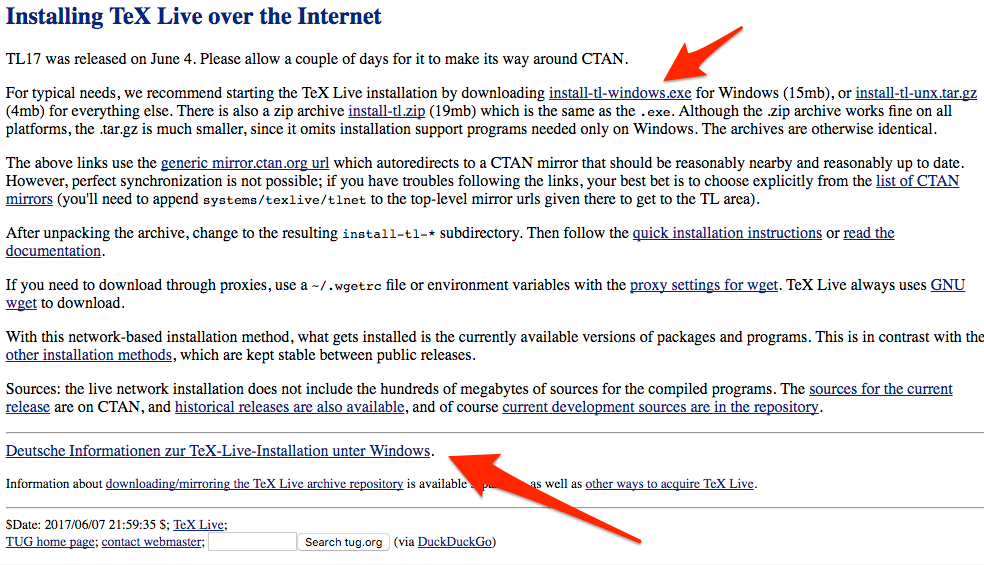 Installing TeX Live over the Internet
TL17 was released on June 4. Please allow a couple of days for it to make its way around CTAN.
For typical needs, we recommend starting the TeX Live installation by downloading install-tl-windows.exe for Windows (15mb), or install-tl-unx.tar.gz
(4mb) for everything else. There is also a zip archive install-tl.zip (19mb) which is the same as the .exe. Although the .zip archive works fine on all
platforms, the .tar.gz is much smaller, since it omits installation support programs needed only on Windows. The archives are otherwise identical.
The above links use the generic mirror.ctan.org url which autoredirects to a CTAN mirror that should be reasonably nearby and reasonably up to date.
However, perfect synchronization is not possible; if you have troubles following the links, your best bet is to choose explicitly from the list of CTAN
mirrors (you'll need to append systems/texlive/tlnet to the top-level mirror urls given there to get to the TL area).
After unpacking the archive, change to the resulting install-tl-* subdirectory. Then follow the quick installation instructions or read the
documentation.
If you need to download through proxies, use a ~/.wgetrc file or environment variables with the proxy settings for wget. TeX Live always uses GNU
wget to download.
With this network-based installation method, what gets installed is the currently available versions of packages and programs. This is in contrast with the
other installation methods, which are kept stable between public releases.
Sources: the live network installation does not include the hundreds of megabytes of sources for the compiled programs. The sources for the current
release are on CTAN, and historical releases are also available, and of course current development sources are in the repository.
Deutsche Informationen zur TeX-Live-Installation unter Windows.
Information about downloading/mirroring the TeX Live archive repository is available as well as other ways to acquire TeX Live.
$Date: 2017/06/07 21:59:35 $; TeX Live;
TUG home page; contact webmaster; Search tug.org (via DuckDuckGo)